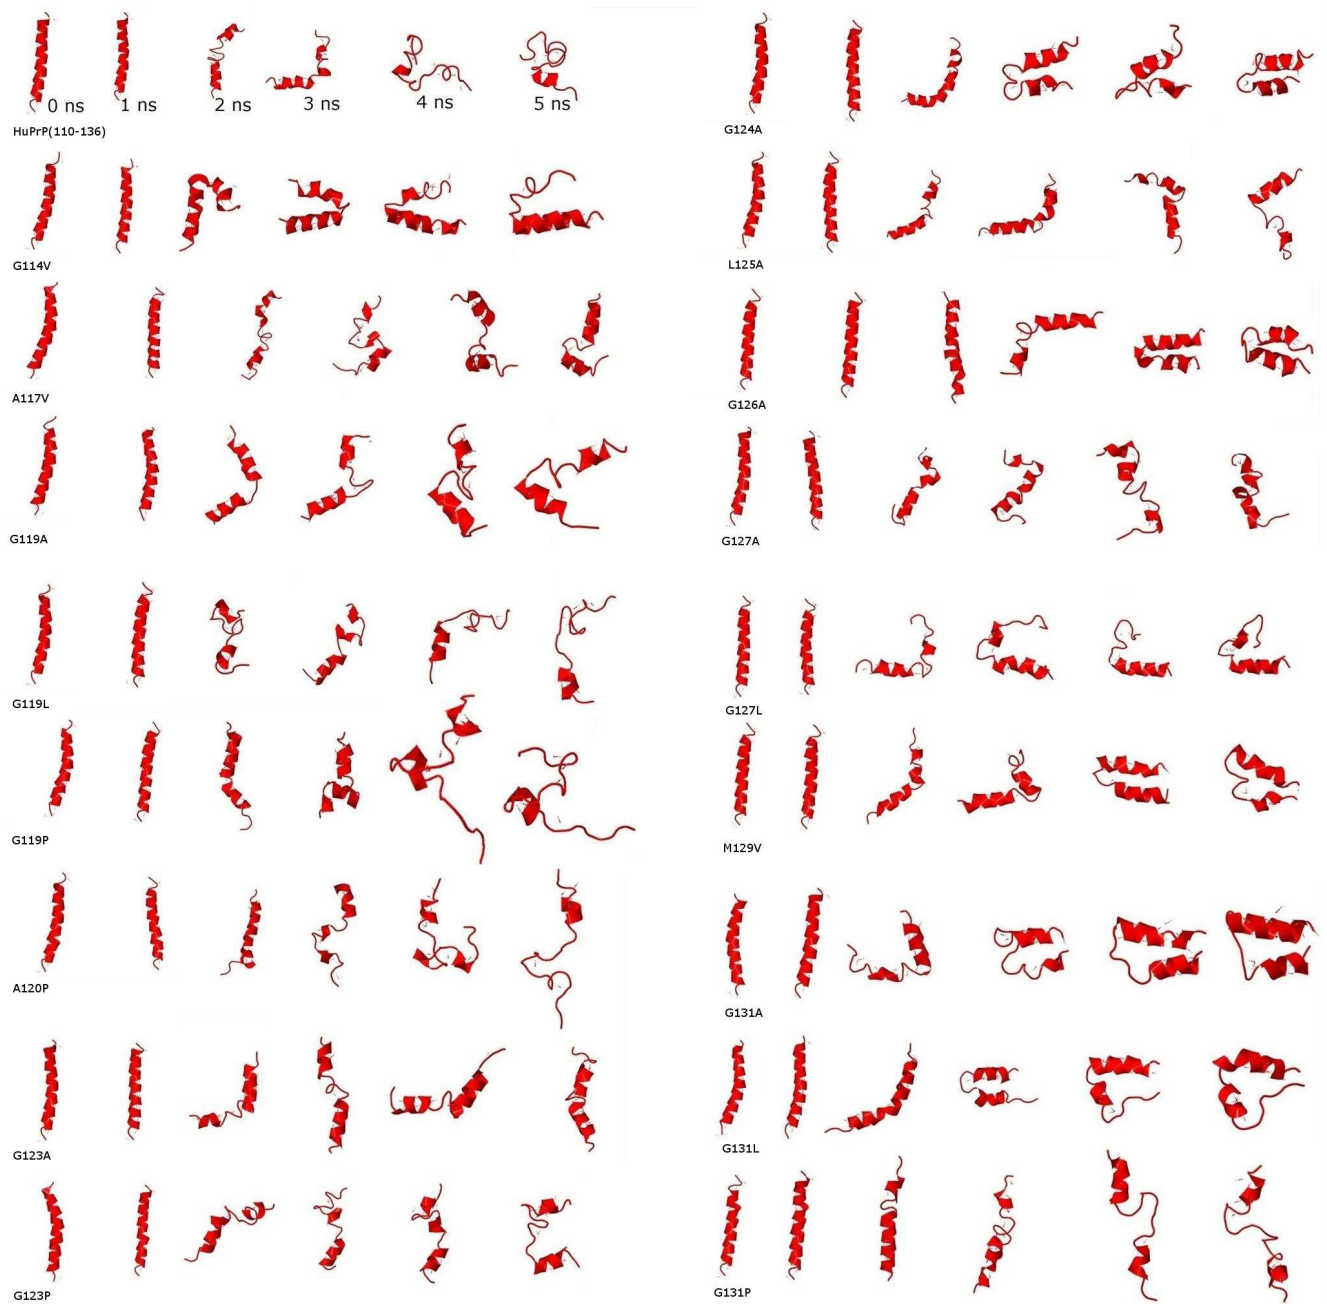 0 ns 1 ns 2 ns 3 ns 4 ns 5 ns
HuPrP(110-136)
G114V
A117V
G119A
G119L
G119P
A120P
G123A
G123P
G124A
L125A
G126A
G127A
G127L
M129V
G131A
G131L
G131P